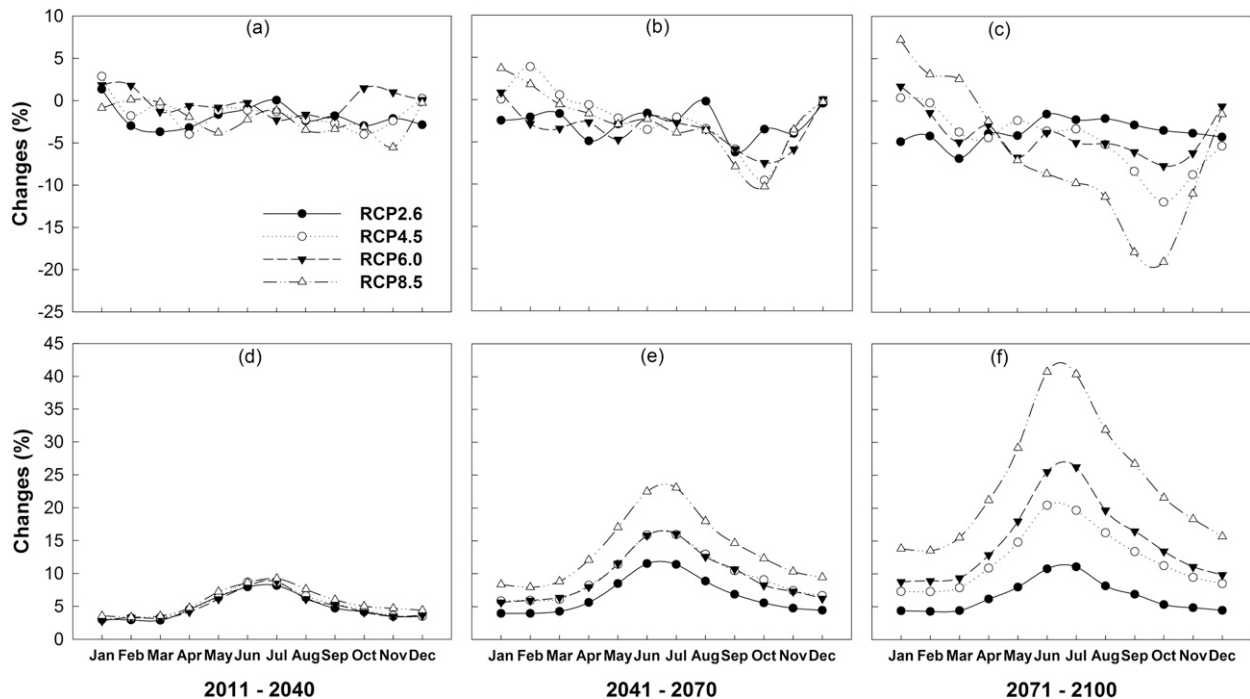 (a)
(b)
(c)
10
5
0
-5
-10
-15
-20
-25
Changes (%)
RCP2.6
RCP4.5
RCP6.0
RCP8.5
(d)
(e)
(f)
45
40
35
30
25
20
15
10
5
0
Changes (%)
Jan Feb Mar Apr May Jun Jul Aug Sep Oct Nov Dec
Jan Feb Mar Apr May Jun Jul Aug Sep Oct Nov Dec
Jan Feb Mar Apr May Jun Jul Aug Sep Oct Nov Dec
2011 - 2040
2041 - 2070
2071 - 2100